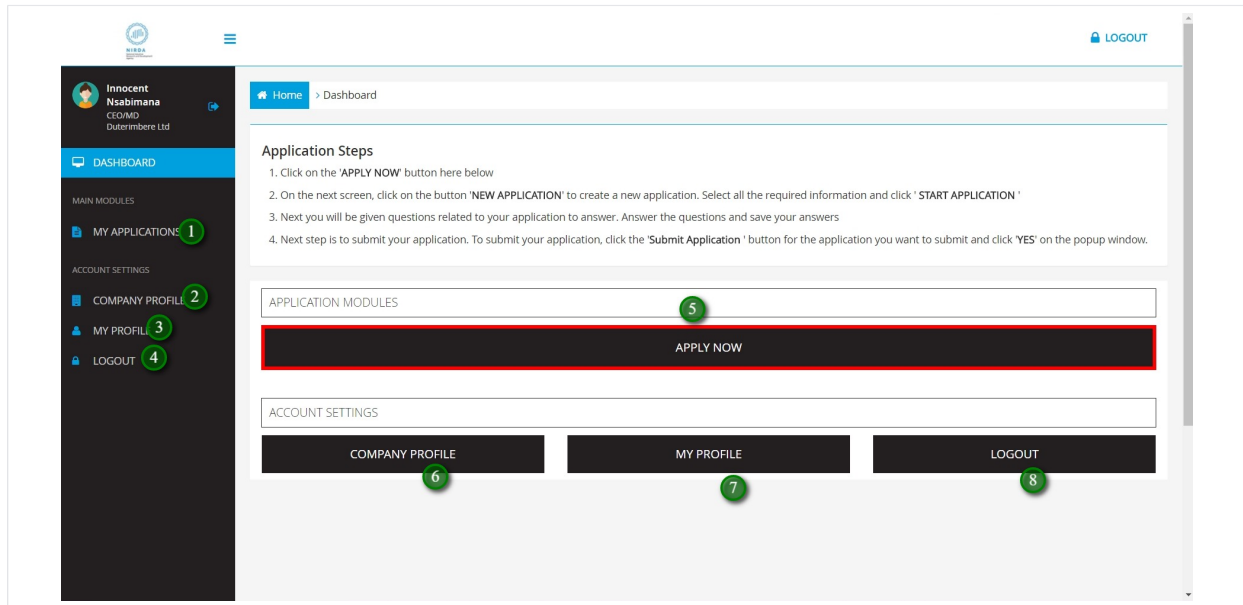 NIRDA
LOGOUT
Innocent
Nsabimana
CEO/MD
Duterimbere Ltd
Home > Dashboard
DASHBOARD
MAIN MODULES
MY APPLICATIONS 1
ACCOUNT SETTINGS
COMPANY PROFILE 2
MY PROFIL 3
LOGOUT 4
Application Steps
1. Click on the 'APPLY NOW' button here below
2. On the next screen, click on the button 'NEW APPLICATION' to create a new application. Select all the required information and click ' START APPLICATION '
3. Next you will be given questions related to your application to answer. Answer the questions and save your answers
4. Next step is to submit your application. To submit your application, click the 'Submit Application ' button for the application you want to submit and click 'YES' on the popup window.
APPLICATION MODULES
5
APPLY NOW
ACCOUNT SETTINGS
COMPANY PROFILE MY PROFILE LOGOUT
6 7 8